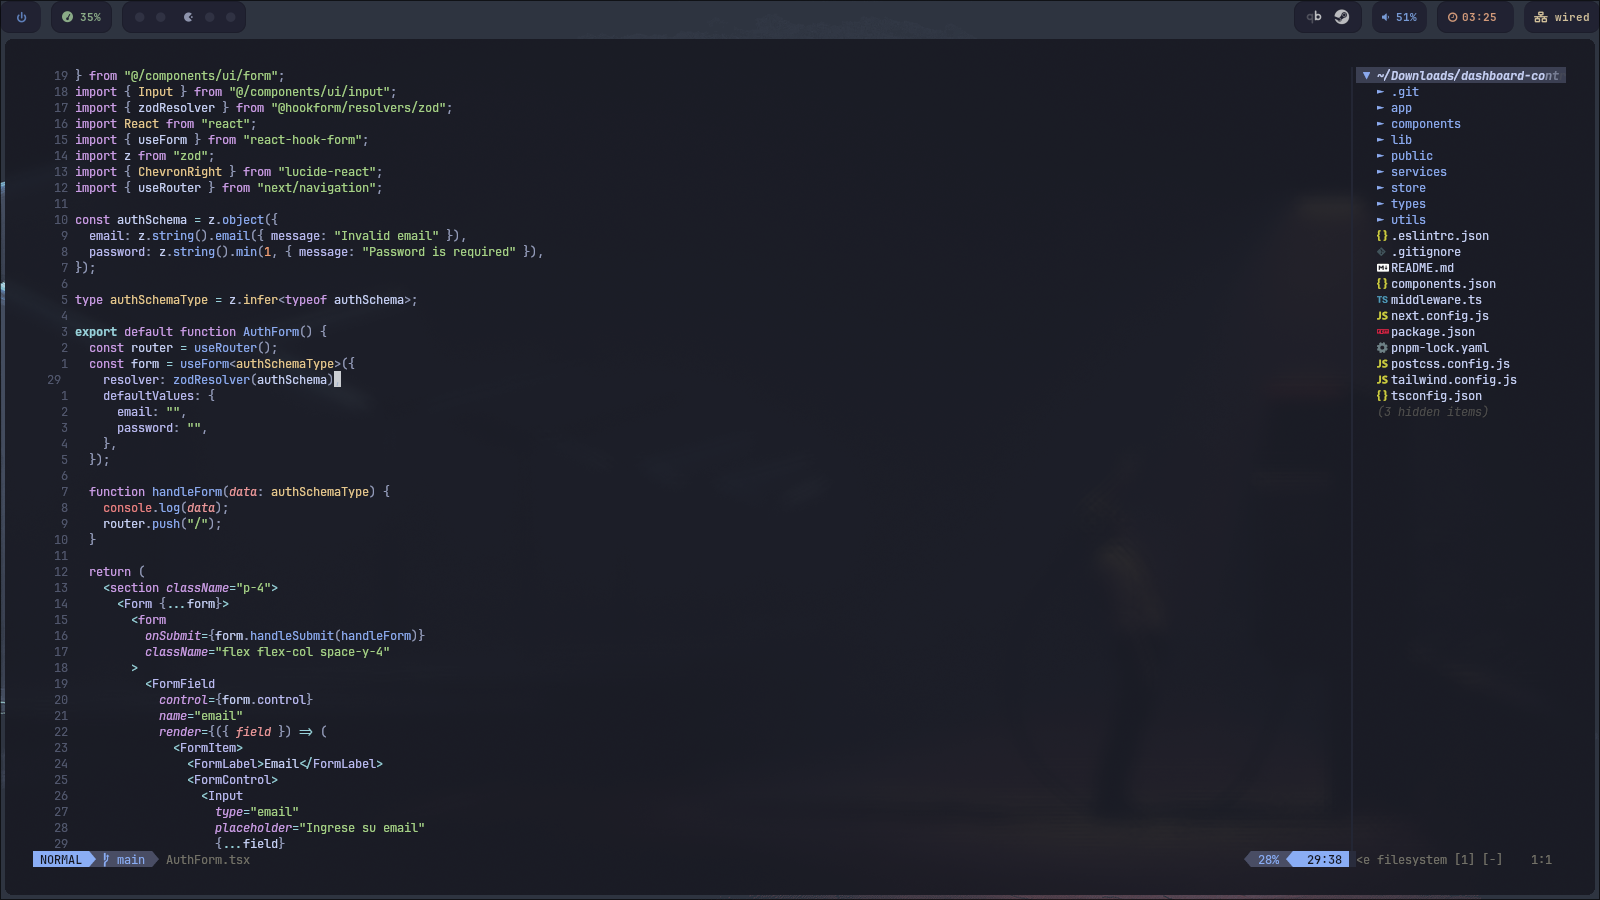 35%
qb
51%
03:25
wired
19 } from "@/components/ui/form";
18 import { Input } from "@/components/ui/input";
17 import { zodResolver } from "@hookform/resolvers/zod";
16 import React from "react";
15 import { useForm } from "react-hook-form";
14 import z from "zod";
13 import { ChevronRight } from "lucide-react";
12 import { useRouter } from "next/navigation";
11
10 const authSchema = z.object({
9 email: z.string().email({ message: "Invalid email" }),
8 password: z.string().min(1, { message: "Password is required" }),
7 });
6
5 type authSchemaType = z.infer<typeof authSchema>;
4
3 export default function AuthForm() {
2 const router = useRouter();
1 const form = useForm<authSchemaType>({
29 resolver: zodResolver(authSchema)
1 defaultValues: {
2 email: "",
3 password: "",
4 },
5 });
6
7 function handleForm(data: authSchemaType) {
8 console.log(data);
9 router.push("/");
10 }
11
12 return (
13 <section className="p-4">
14 <Form {...form}>
15 <form
16 onSubmit={form.handleSubmit(handleForm)}
17 className="flex flex-col space-y-4"
18 >
19 <FormField
20 control={form.control}
21 name="email"
22 render={({ field }) => (
23 <FormItem>
24 <FormLabel>Email</FormLabel>
25 <FormControl>
26 <Input
27 type="email"
28 placeholder="Ingrese su email"
29 {...field}
~/Downloads/dashboard-cont
.git
app
components
lib
public
services
store
types
utils
{} .eslintrc.json
.gitignore
README.md
{} components.json
TS middleware.ts
JS next.config.js
package.json
pnpm-lock.yaml
JS postcss.config.js
JS tailwind.config.js
{} tsconfig.json
(3 hidden items)
NORMAL main AuthForm.tsx 28% 29:38 <e filesystem [1] [-] 1:1